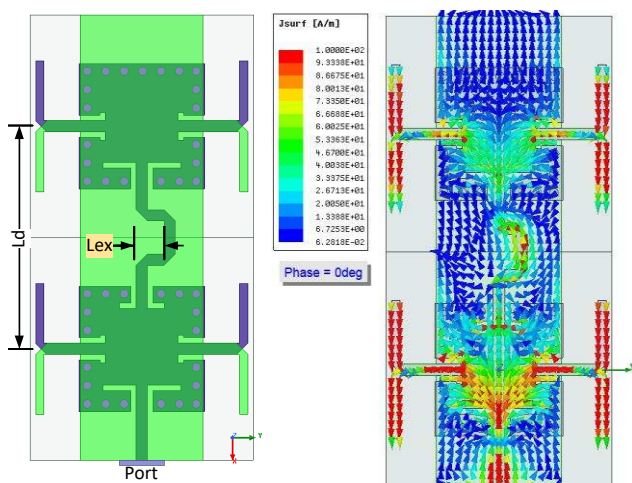 Ld
Lex
Port
Z
Y
X
Jsurf [A/m]
1.0000E+02
9.3338E+01
8.6675E+01
8.0013E+01
7.3350E+01
6.6688E+01
6.0025E+01
5.3363E+01
4.6700E+01
4.0038E+01
3.3375E+01
2.6713E+01
2.0050E+01
1.3388E+01
6.7253E+00
6.2818E-02
Phase = 0deg